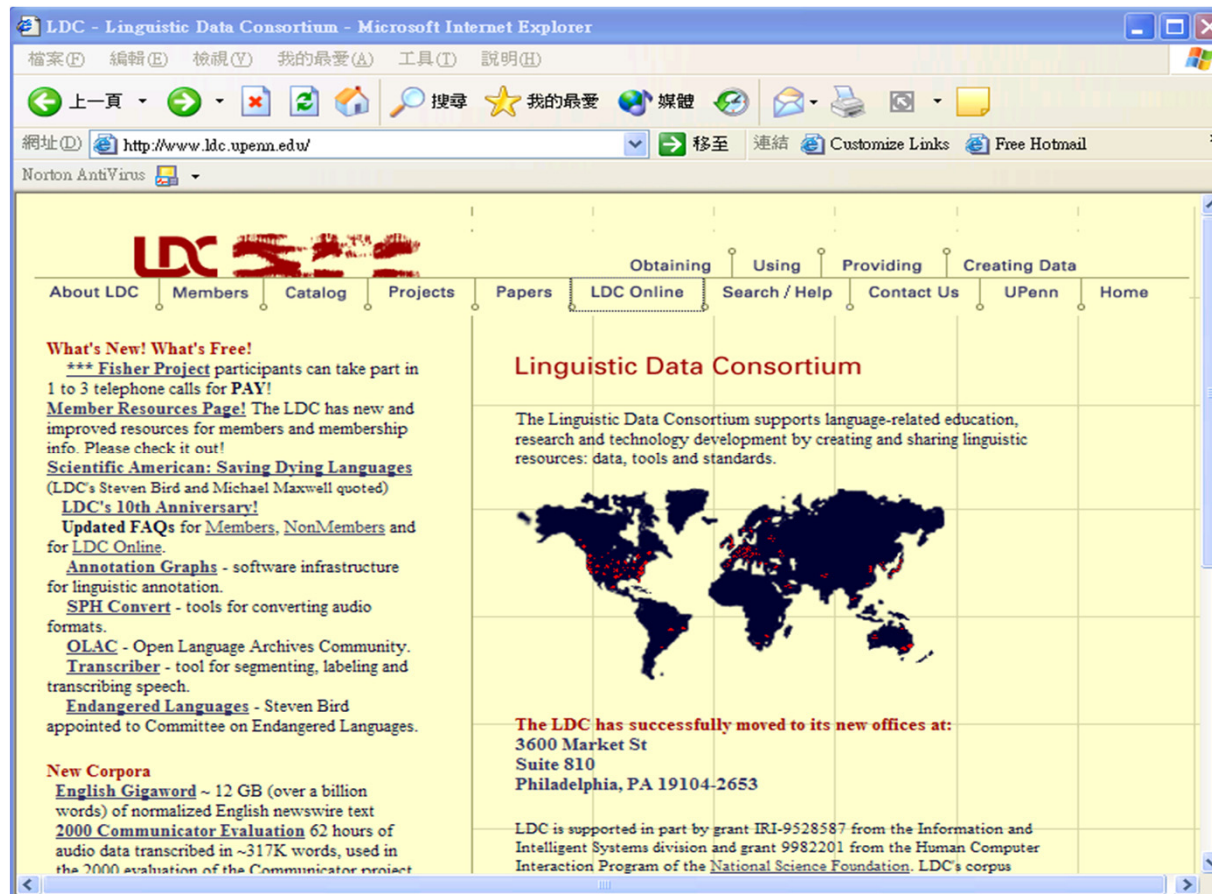 LDC - Linguistic Data Consortium - Microsoft Internet Explorer
檔案(F) 編輯(E) 檢視(V) 我的最愛(A) 工具(T) 說明(H)
上一頁 搜尋 我的最愛 媒體
網址(D) http://www.ldc.upenn.edu/ 移至 連結 Customize Links Free Hotmail
Norton AntiVirus
LDC
Obtaining Using Providing Creating Data
About LDC Members Catalog Projects Papers LDC Online Search / Help Contact Us UPenn Home
What's New! What's Free!
*** Fisher Project participants can take part in
1 to 3 telephone calls for PAY!
Member Resources Page! The LDC has new and
improved resources for members and membership
info. Please check it out!
Scientific American: Saving Dying Languages
(LDC's Steven Bird and Michael Maxwell quoted)
LDC's 10th Anniversary!
Updated FAQs for Members, NonMembers and
for LDC Online.
Annotation Graphs - software infrastructure
for linguistic annotation.
SPH Convert - tools for converting audio
formats.
OLAC - Open Language Archives Community.
Transcriber - tool for segmenting, labeling and
transcribing speech.
Endangered Languages - Steven Bird
appointed to Committee on Endangered Languages.
New Corpora
English Gigaword ~ 12 GB (over a billion
words) of normalized English newswire text
2000 Communicator Evaluation 62 hours of
audio data transcribed in ~317K words, used in
the 2000 evaluation of the Communicator project
Linguistic Data Consortium
The Linguistic Data Consortium supports language-related education,
research and technology development by creating and sharing linguistic
resources: data, tools and standards.
The LDC has successfully moved to its new offices at:
3600 Market St
Suite 810
Philadelphia, PA 19104-2653
LDC is supported in part by grant IRI-9528587 from the Information and
Intelligent Systems division and grant 9982201 from the Human Computer
Interaction Program of the National Science Foundation. LDC's corpus